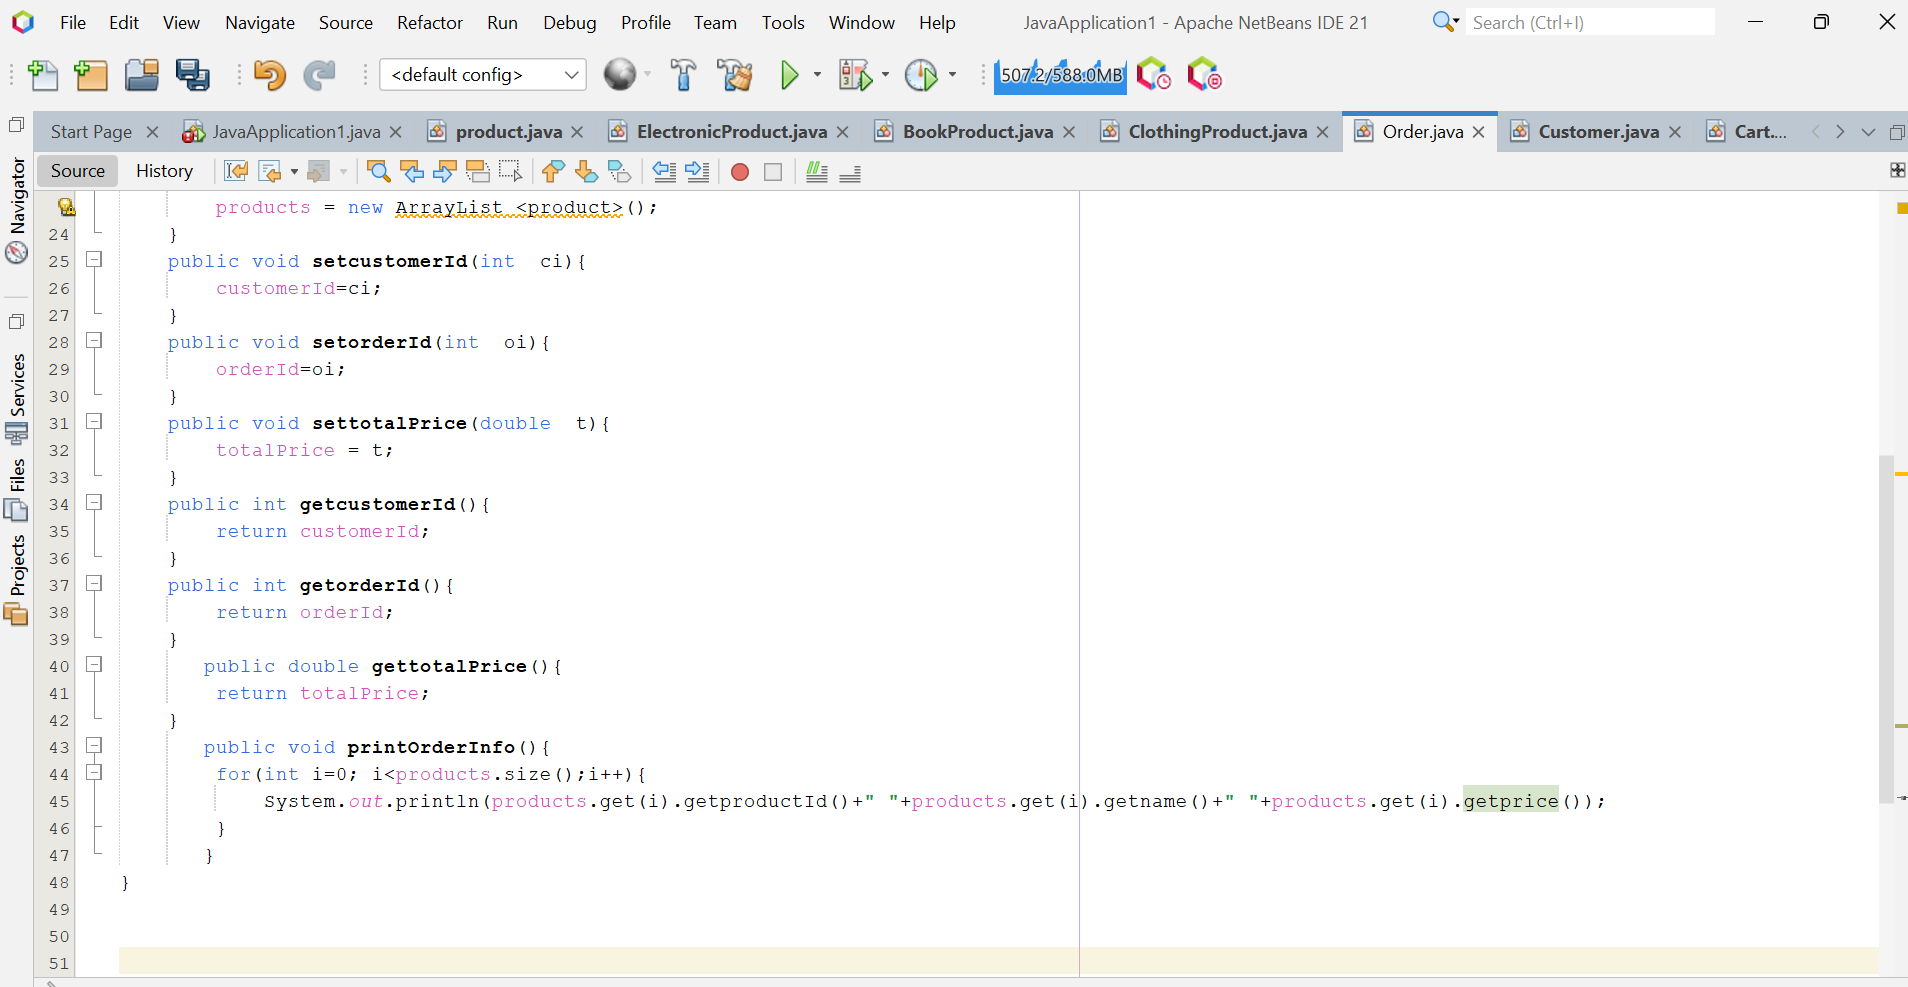 File Edit View Navigate Source Refactor Run Debug Profile Team Tools Window Help JavaApplication1 - Apache NetBeans IDE 21 Search (Ctrl+I)
<default config> 507.2/588.0MB
Start Page JavaApplication1.java product.java ElectronicProduct.java BookProduct.java ClothingProduct.java Order.java Customer.java Cart...
Source History
Navigator
Services
Files
Projects
products = new ArrayList <product>();
24 }
25 public void setcustomerId(int ci){
26 customerId=ci;
27 }
28 public void setorderId(int oi){
29 orderId=oi;
30 }
31 public void settotalPrice(double t){
32 totalPrice = t;
33 }
34 public int getcustomerId(){
35 return customerId;
36 }
37 public int getorderId(){
38 return orderId;
39 }
40 public double gettotalPrice(){
41 return totalPrice;
42 }
43 public void printOrderInfo(){
44 for(int i=0; i<products.size();i++){
45 System.out.println(products.get(i).getproductId()+" "+products.get(i).getname()+" "+products.get(i).getprice());
46 }
47 }
48 }
49
50
51